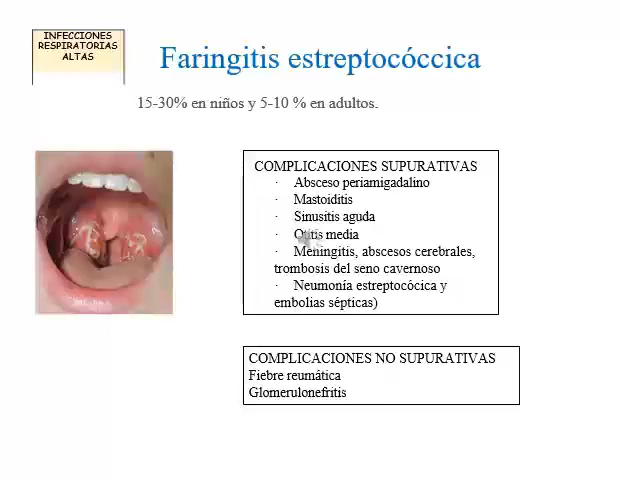 INFECCIONES
RESPIRATORIAS
ALTAS
Faringitis estreptocóccica
15-30% en niños y 5-10 % en adultos.
COMPLICACIONES SUPURATIVAS
· Absceso periamigadalino
· Mastoiditis
· Sinusitis aguda
· Otitis media
· Meningitis, abscesos cerebrales,
trombosis del seno cavernoso
· Neumonía estreptocócica y
embolias sépticas)
COMPLICACIONES NO SUPURATIVAS
Fiebre reumática
Glomerulonefritis